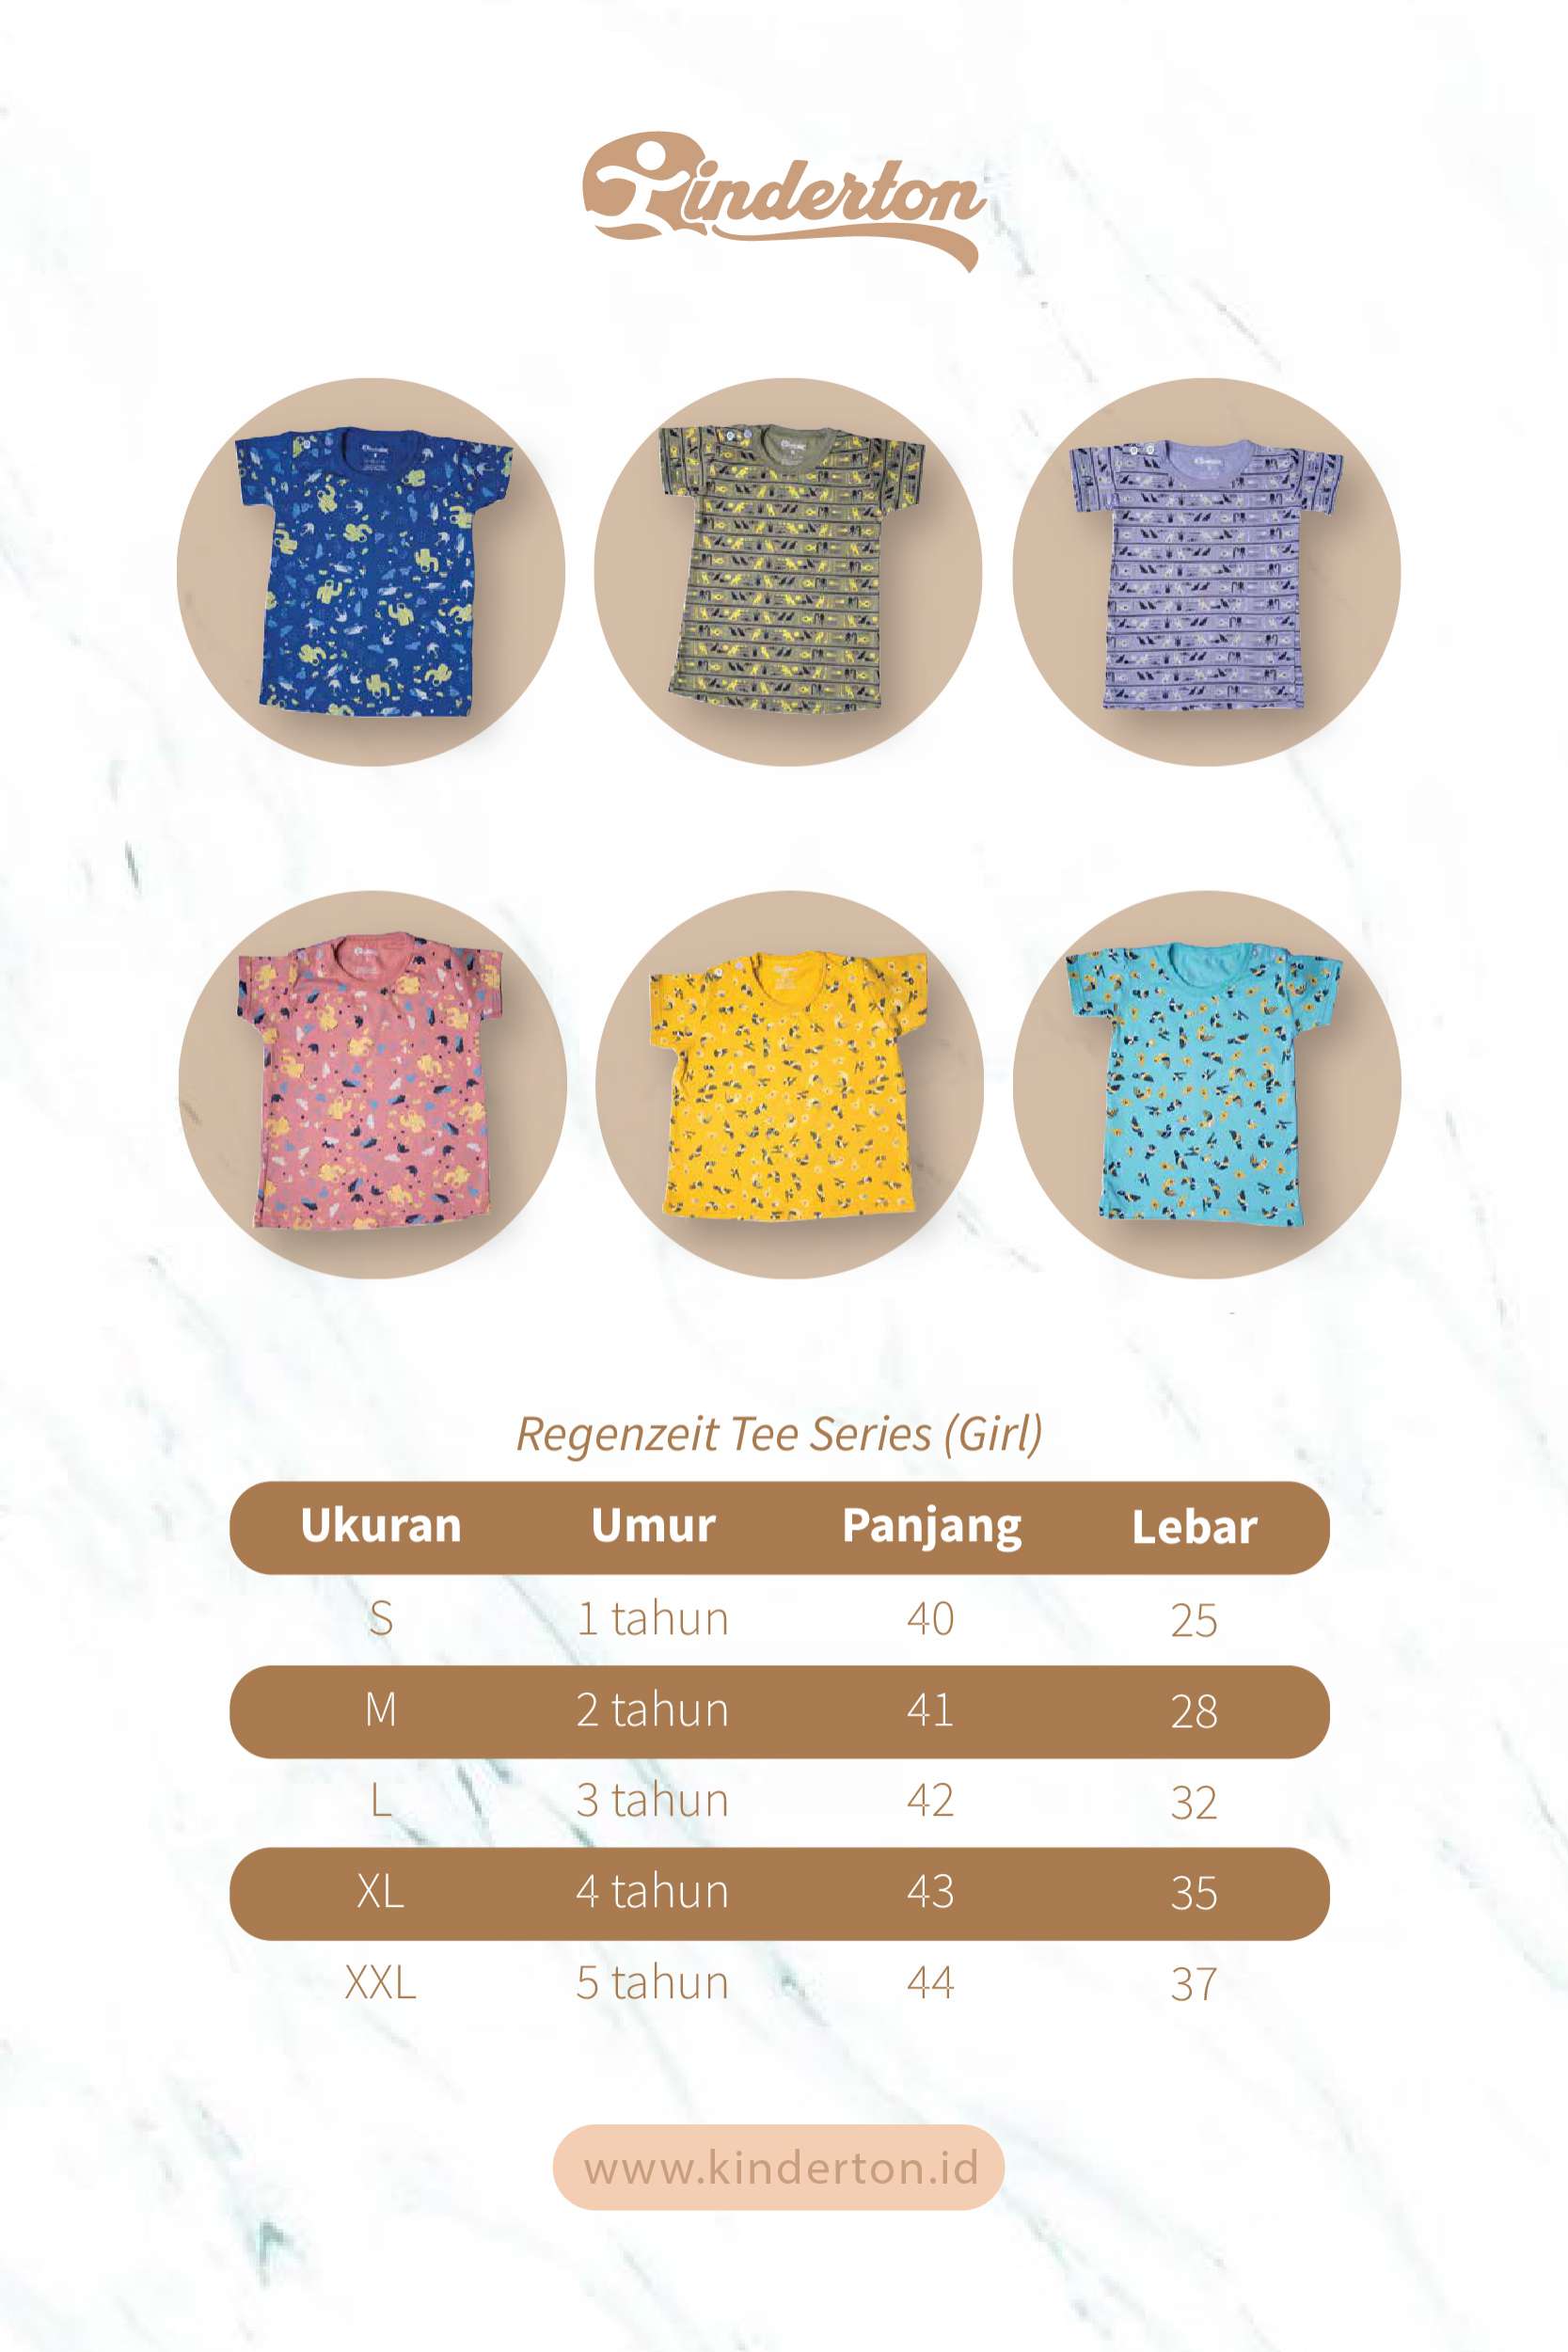 Kinderton
Regenzeit Tee Series (Girl)
Ukuran Umur Panjang Lebar
S 1 tahun 40 25
M 2 tahun 41 28
L 3 tahun 42 32
XL 4 tahun 43 35
XXL 5 tahun 44 37
www.kinderton.id